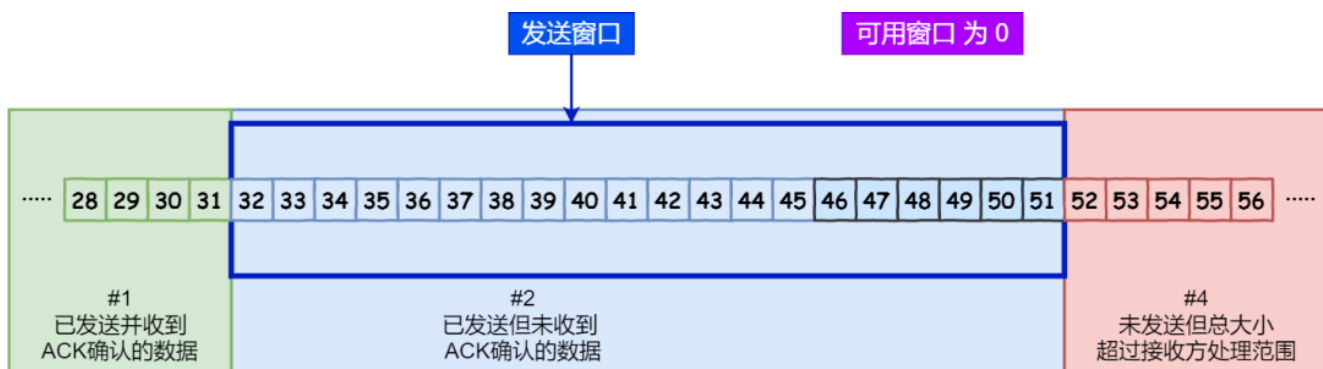 发送窗口
可用窗口 为 0
..... 28 29 30 31 32 33 34 35 36 37 38 39 40 41 42 43 44 45 46 47 48 49 50 51 52 53 54 55 56 .....
#1
已发送并收到
ACK确认的数据
#2
已发送但未收到
ACK确认的数据
#4
未发送但总大小
超过接收方处理范围